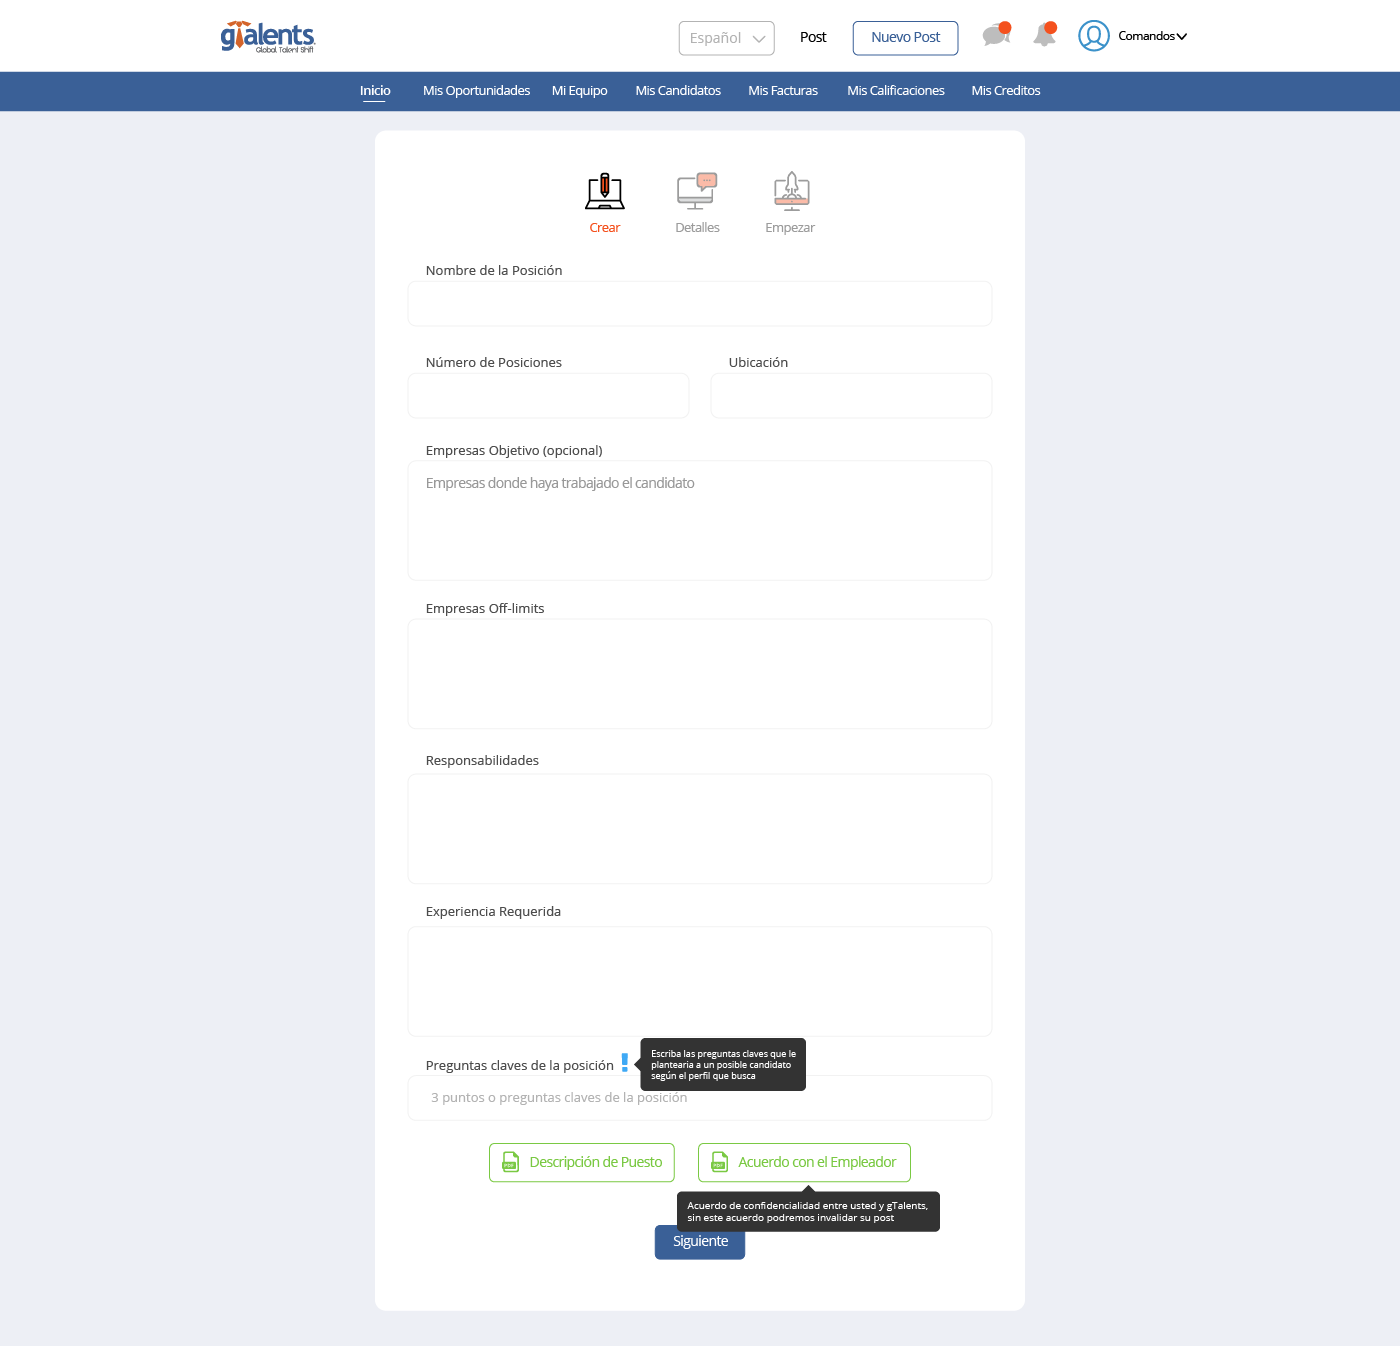 gtalents
Global Talent Shift
Español
Post
Nuevo Post
Comandos
Inicio
Mis Oportunidades
Mi Equipo
Mis Candidatos
Mis Facturas
Mis Calificaciones
Mis Creditos
Crear
Detalles
Empezar
Nombre de la Posición
Número de Posiciones
Ubicación
Empresas Objetivo (opcional)
Empresas donde haya trabajado el candidato
Empresas Off-limits
Responsabilidades
Experiencia Requerida
Preguntas claves de la posición
Escriba las preguntas claves que le
plantearia a un posible candidato
según el perfil que busca
3 puntos o preguntas claves de la posición
PDF
Descripción de Puesto
PDF
Acuerdo con el Empleador
Acuerdo de confidencialidad entre usted y gTalents,
sin este acuerdo podremos invalidar su post
Siguiente